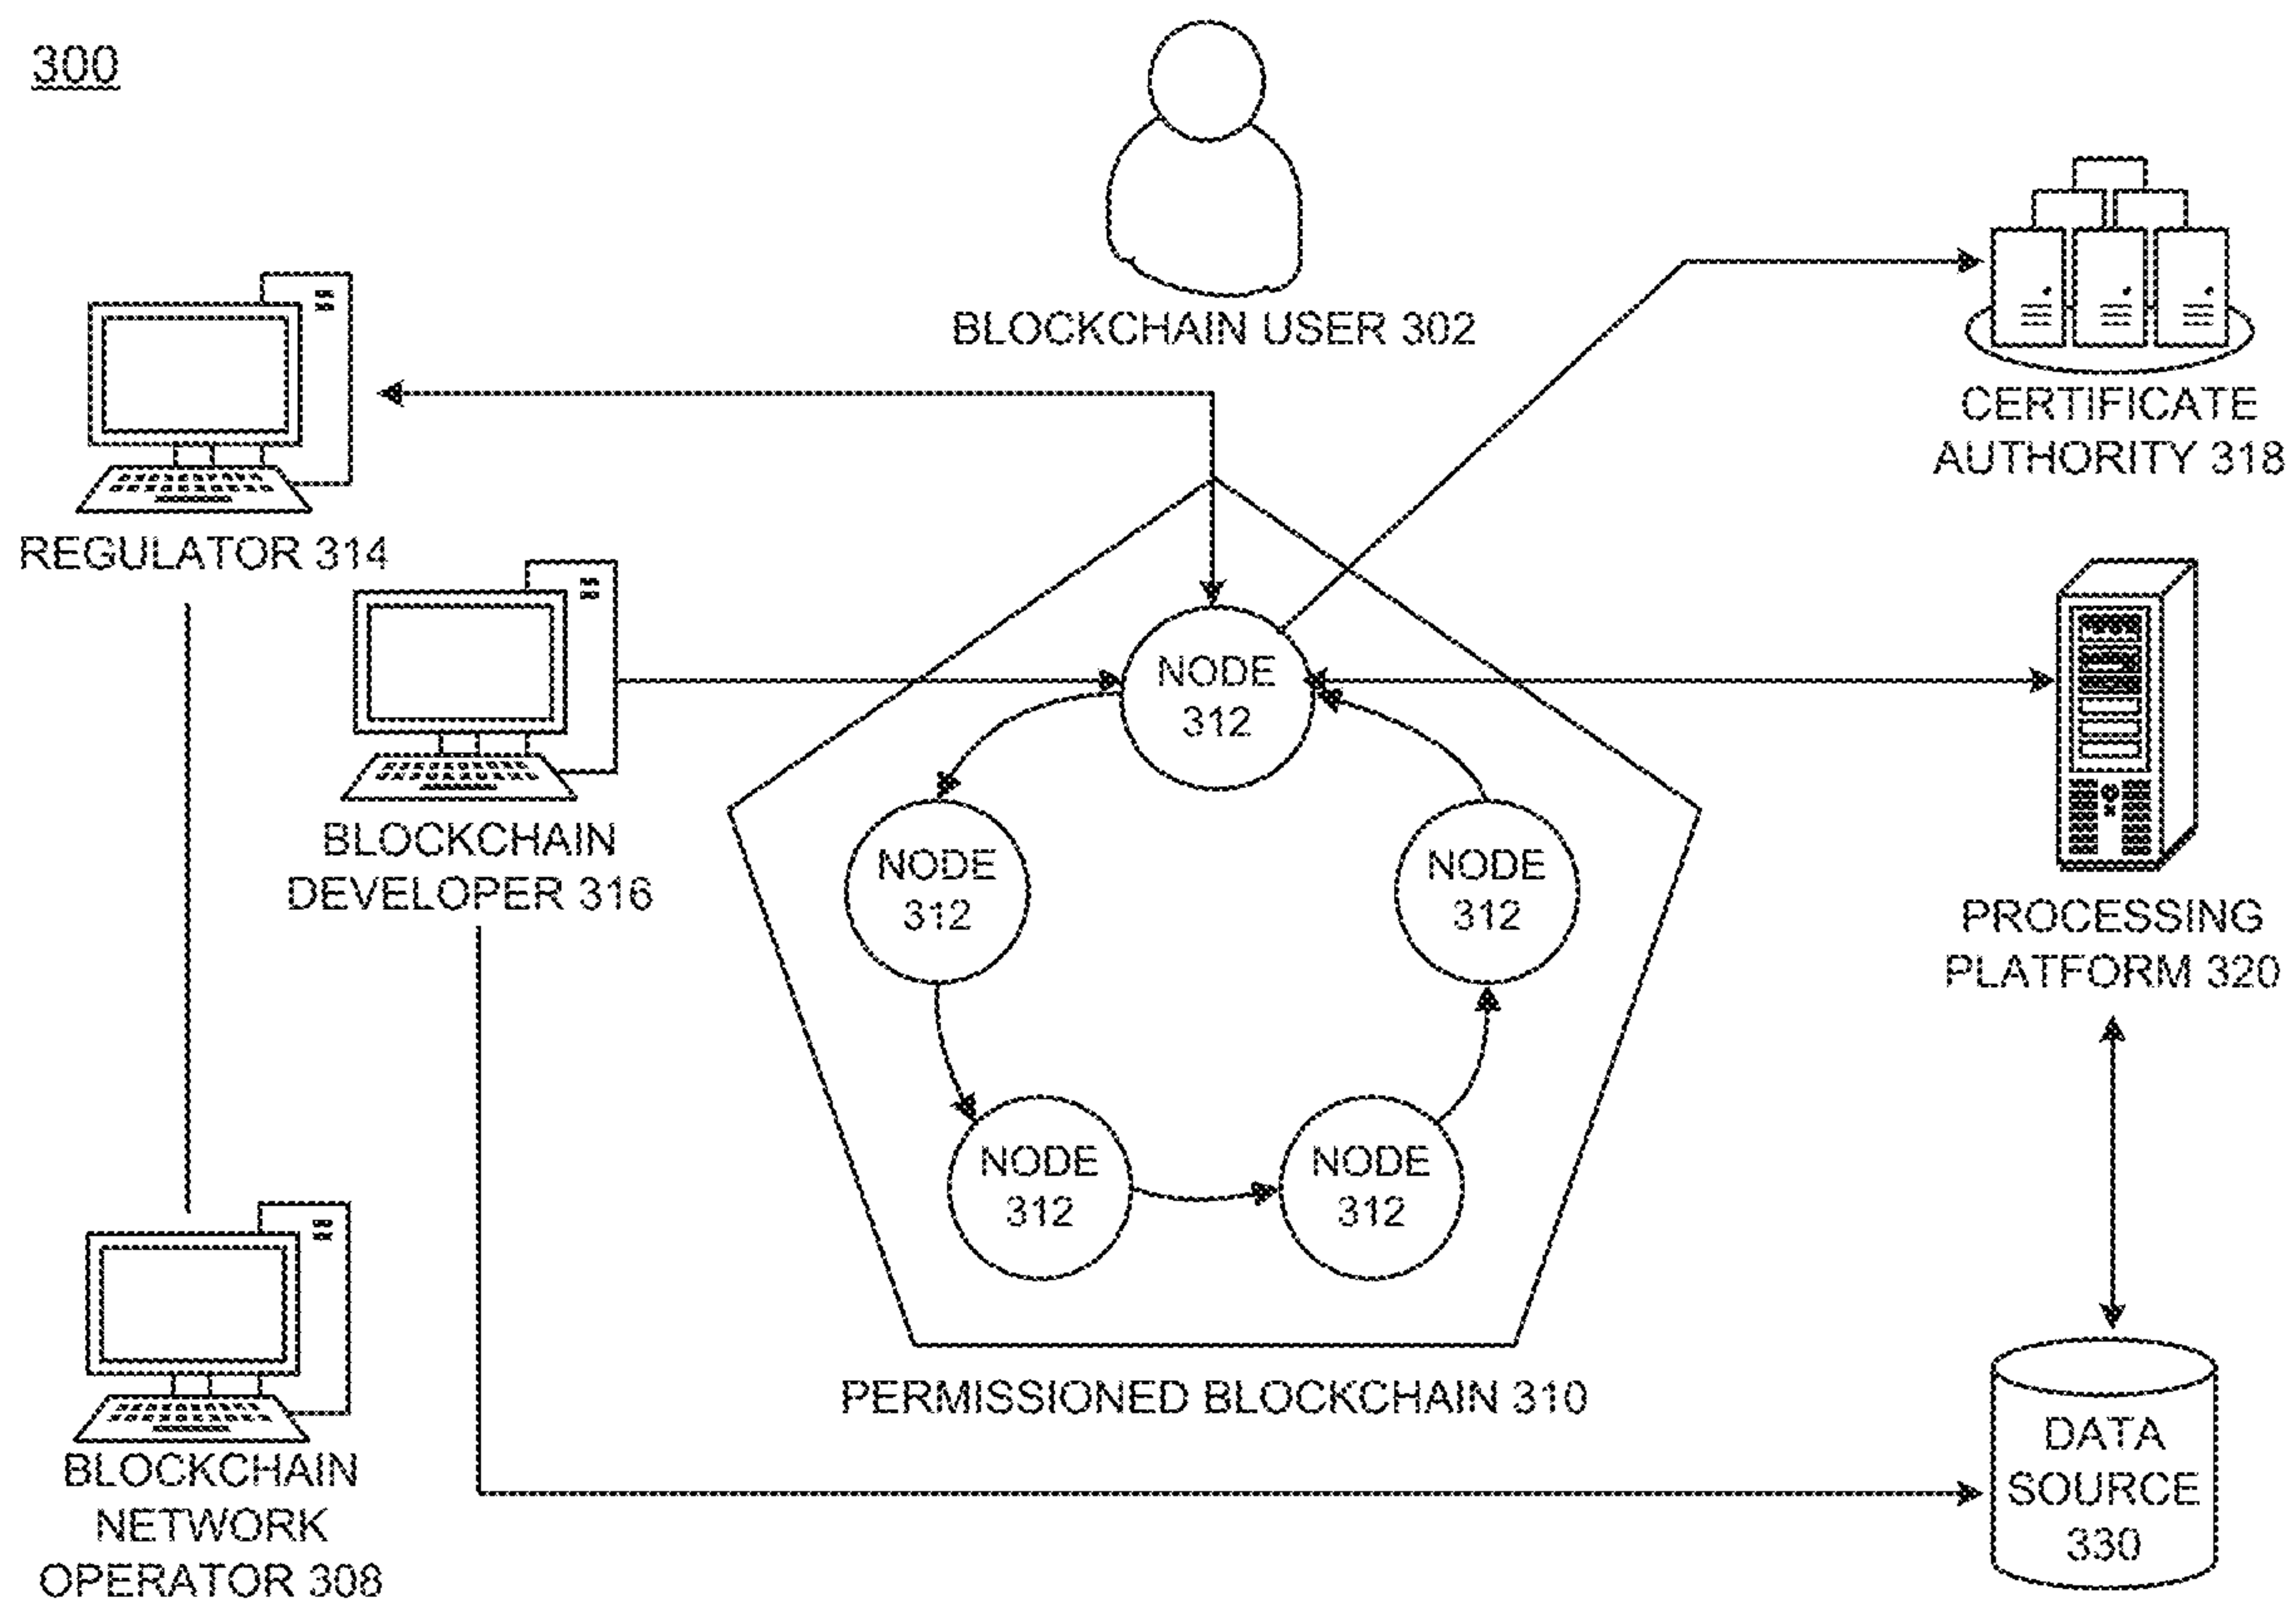 300
BLOCKCHAIN USER 302
CERTIFICATE
AUTHORITY 318
REGULATOR 314
NODE
312
BLOCKCHAIN
DEVELOPER 316
NODE
312
NODE
312
PROCESSING
PLATFORM 320
NODE
312
NODE
312
PERMISSIONED BLOCKCHAIN 310
BLOCKCHAIN
NETWORK
OPERATOR 308
DATA
SOURCE
330